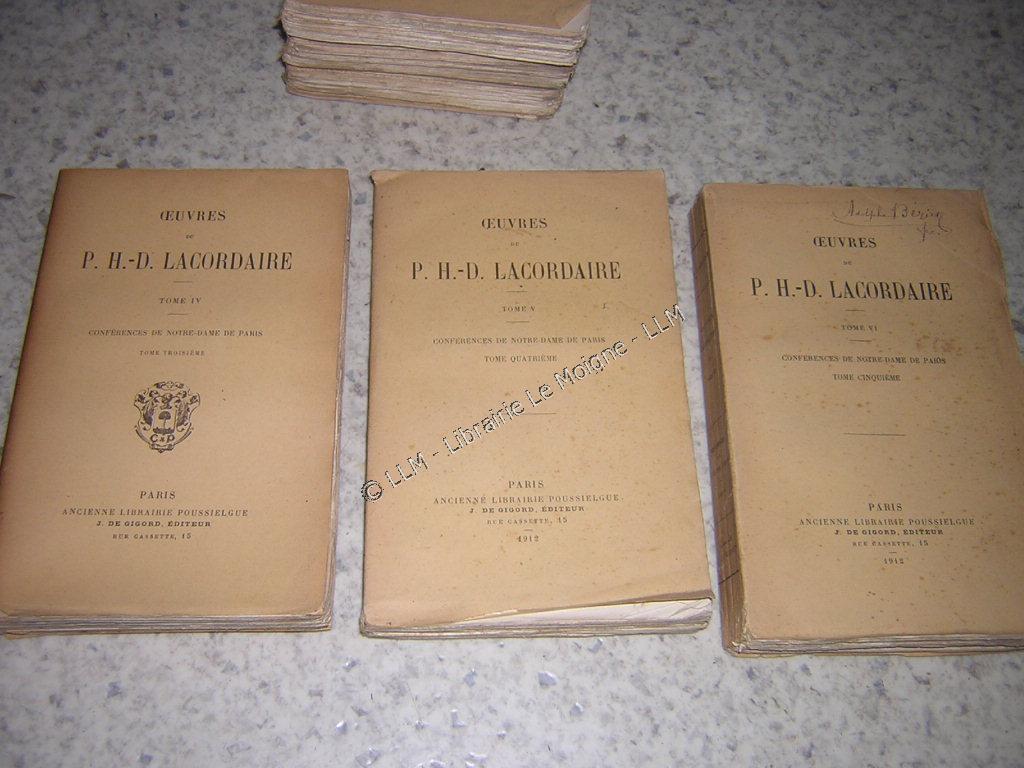 ŒUVRES
DU
P. H.-D. LACORDAIRE
TOME IV
CONFÉRENCES DE NOTRE-DAME DE PARIS
TOME TROISIÈME
PARIS
ANCIENNE LIBRAIRIE POUSSIELGUE
J. DE GIGORD, ÉDITEUR
RUE CASSETTE, 15
ŒUVRES
DU
P. H.-D. LACORDAIRE
TOME V
CONFÉRENCES DE NOTRE-DAME DE PARIS
TOME QUATRIÈME
PARIS
ANCIENNE LIBRAIRIE POUSSIELGUE
J. DE GIGORD, ÉDITEUR
RUE CASSETTE, 15
1912
ŒUVRES
DU
P. H.-D. LACORDAIRE
TOME VI
CONFÉRENCES DE NOTRE-DAME DE PARIS
TOME CINQUIÈME
PARIS
ANCIENNE LIBRAIRIE POUSSIELGUE
J. DE GIGORD, ÉDITEUR
RUE CASSETTE, 15
1912
© LLM - Librairie Le Moigne - LLM